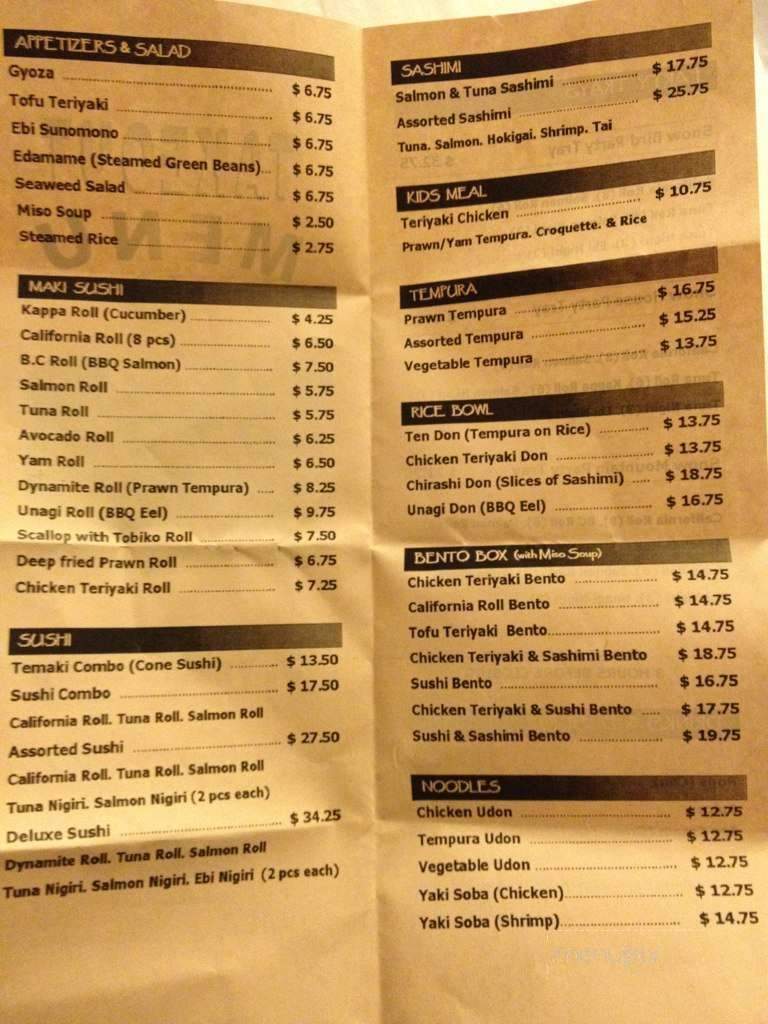 APPETIZERS & SALAD
Gyoza $ 6.75
Tofu Teriyaki $ 6.75
Ebi Sunomono $ 6.75
Edamame (Steamed Green Beans) $ 6.75
Seaweed Salad $ 6.75
Miso Soup $ 2.50
Steamed Rice $ 2.75
MAKI SUSHI
Kappa Roll (Cucumber) $ 4.25
California Roll (8 pcs) $ 6.50
B.C Roll (BBQ Salmon) $ 7.50
Salmon Roll $ 5.75
Tuna Roll $ 5.75
Avocado Roll $ 6.25
Yam Roll $ 6.50
Dynamite Roll (Prawn Tempura) $ 8.25
Unagi Roll (BBQ Eel) $ 9.75
Scallop with Tobiko Roll $ 7.50
Deep fried Prawn Roll $ 6.75
Chicken Teriyaki Roll $ 7.25
SUSHI
Temaki Combo (Cone Sushi) $ 13.50
Sushi Combo $ 17.50
California Roll. Tuna Roll. Salmon Roll
Assorted Sushi $ 27.50
California Roll. Tuna Roll. Salmon Roll
Tuna Nigiri. Salmon Nigiri (2 pcs each)
Deluxe Sushi $ 34.25
Dynamite Roll. Tuna Roll. Salmon Roll
Tuna Nigiri. Salmon Nigiri. Ebi Nigiri (2 pcs each)
SASHIMI
Salmon & Tuna Sashimi $ 17.75
Assorted Sashimi $ 25.75
Tuna. Salmon. Hokigai. Shrimp. Tai
KIDS MEAL
Teriyaki Chicken $ 10.75
Prawn/Yam Tempura. Croquette. & Rice
TEMPURA
Prawn Tempura $ 16.75
Assorted Tempura $ 15.25
Vegetable Tempura $ 13.75
RICE BOWL
Ten Don (Tempura on Rice) $ 13.75
Chicken Teriyaki Don $ 13.75
Chirashi Don (Slices of Sashimi) $ 18.75
Unagi Don (BBQ Eel) $ 16.75
BENTO BOX (with Miso Soup)
Chicken Teriyaki Bento $ 14.75
California Roll Bento $ 14.75
Tofu Teriyaki Bento $ 14.75
Chicken Teriyaki & Sashimi Bento $ 18.75
Sushi Bento $ 16.75
Chicken Teriyaki & Sushi Bento $ 17.75
Sushi & Sashimi Bento $ 19.75
NOODLES
Chicken Udon $ 12.75
Tempura Udon $ 12.75
Vegetable Udon $ 12.75
Yaki Soba (Chicken) $ 12.75
Yaki Soba (Shrimp) $ 14.75